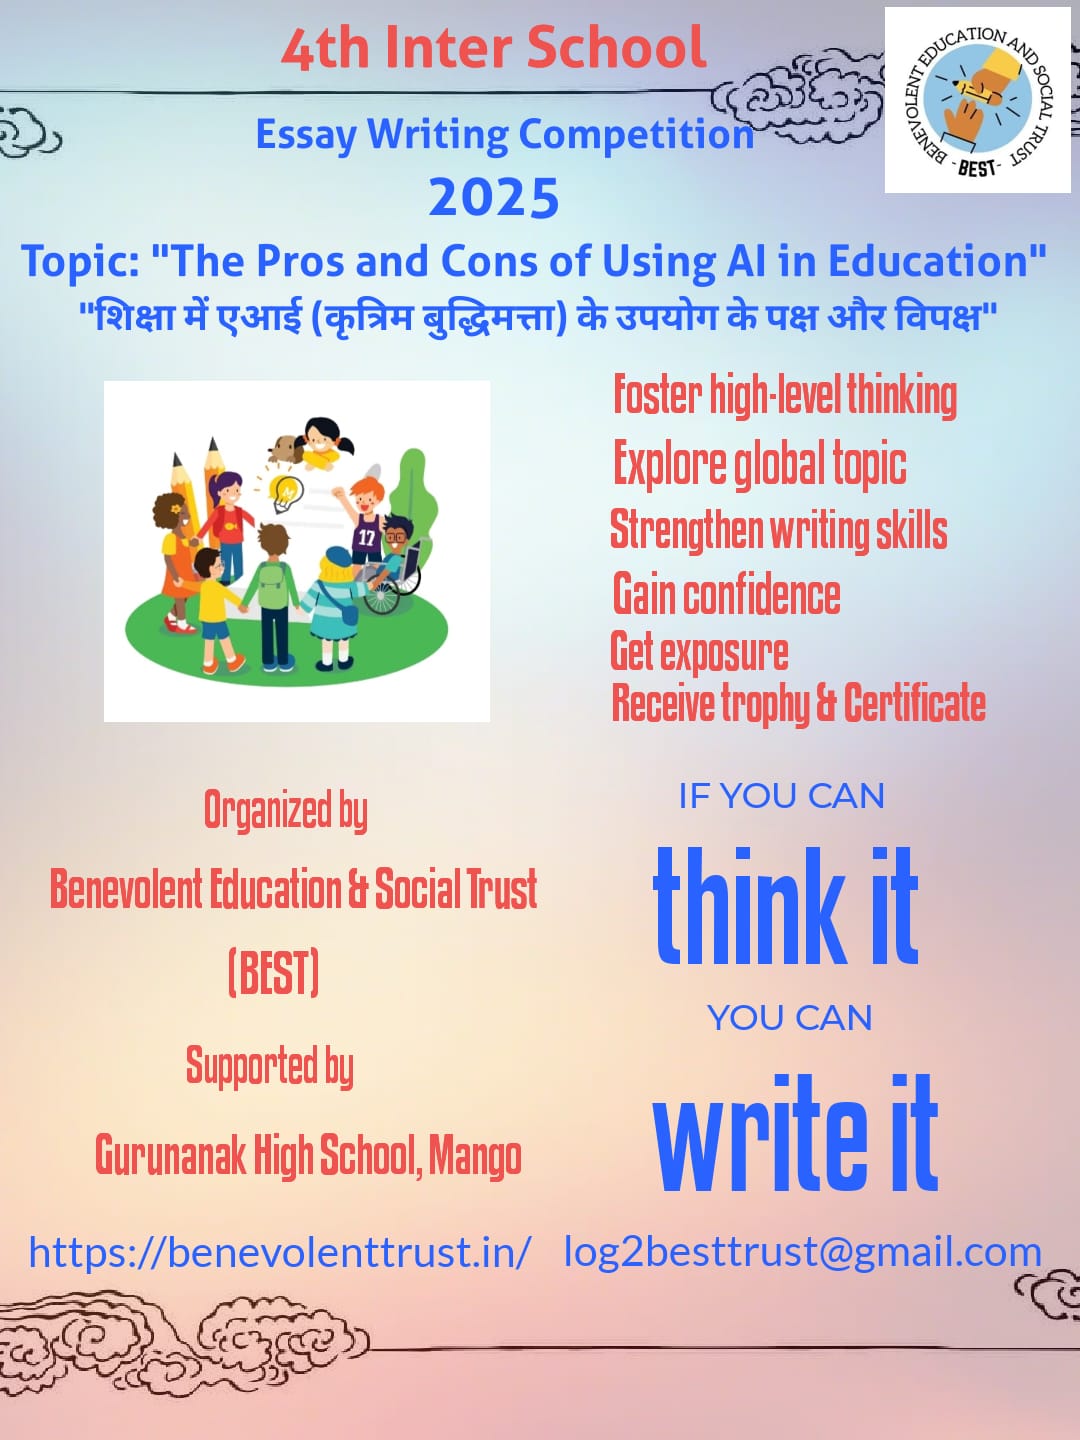 4th Inter School
Essay Writing Competition
2025
BENEVOLENT EDUCATION AND SOCIAL TRUST
- BEST -
Topic: "The Pros and Cons of Using AI in Education"
"शिक्षा में एआई (कृत्रिम बुद्धिमत्ता) के उपयोग के पक्ष और विपक्ष"
17
Foster high-level thinking
Explore global topic
Strengthen writing skills
Gain confidence
Get exposure
Receive trophy & Certificate
Organized by
Benevolent Education & Social Trust
(BEST)
Supported by
Gurunanak High School, Mango
IF YOU CAN
think it
YOU CAN
write it
https://benevolenttrust.in/
log2besttrust@gmail.com